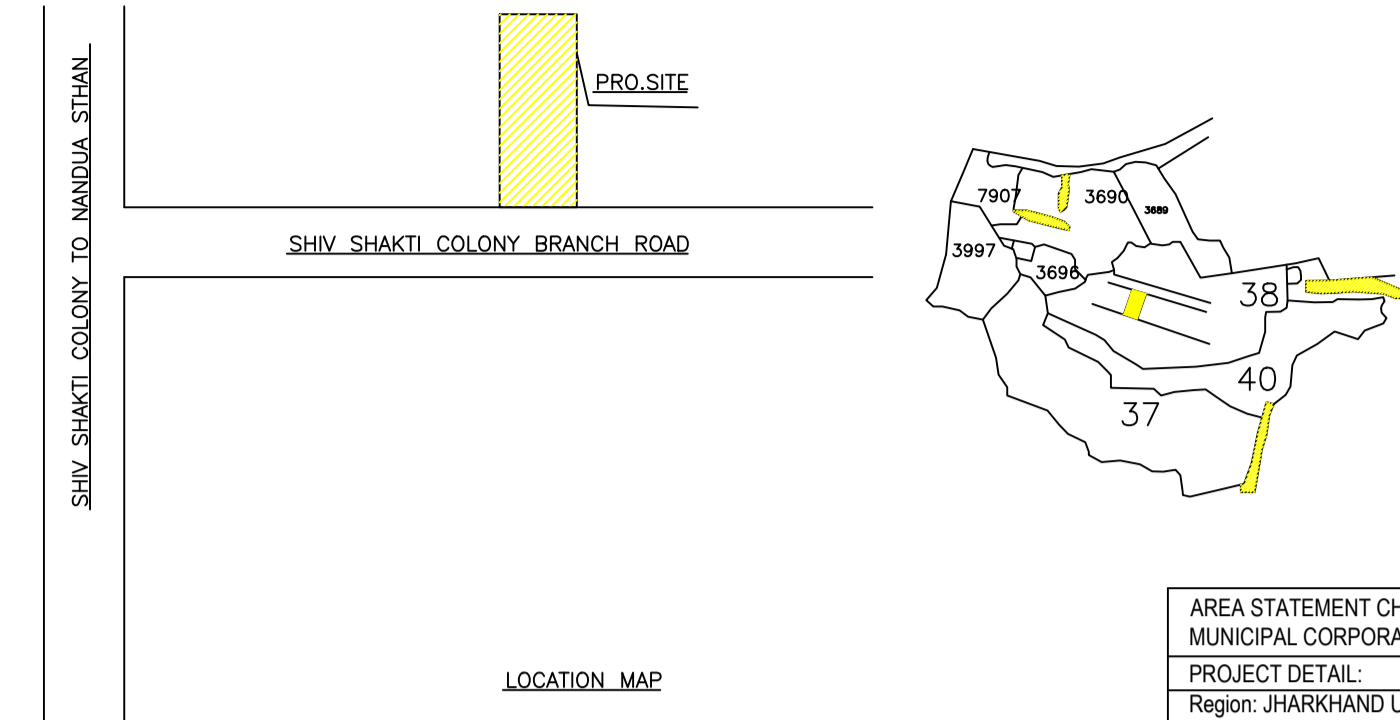 SHIV SHAKTI COLONY TO NANDUA STHAN
PRO.SITE
SHIV SHAKTI COLONY BRANCH ROAD
LOCATION MAP
7907
3690
3689
3997
3696
38
40
37
AREA STATEMENT CH
MUNICIPAL CORPORA
PROJECT DETAIL:
Region: JHARKHAND U